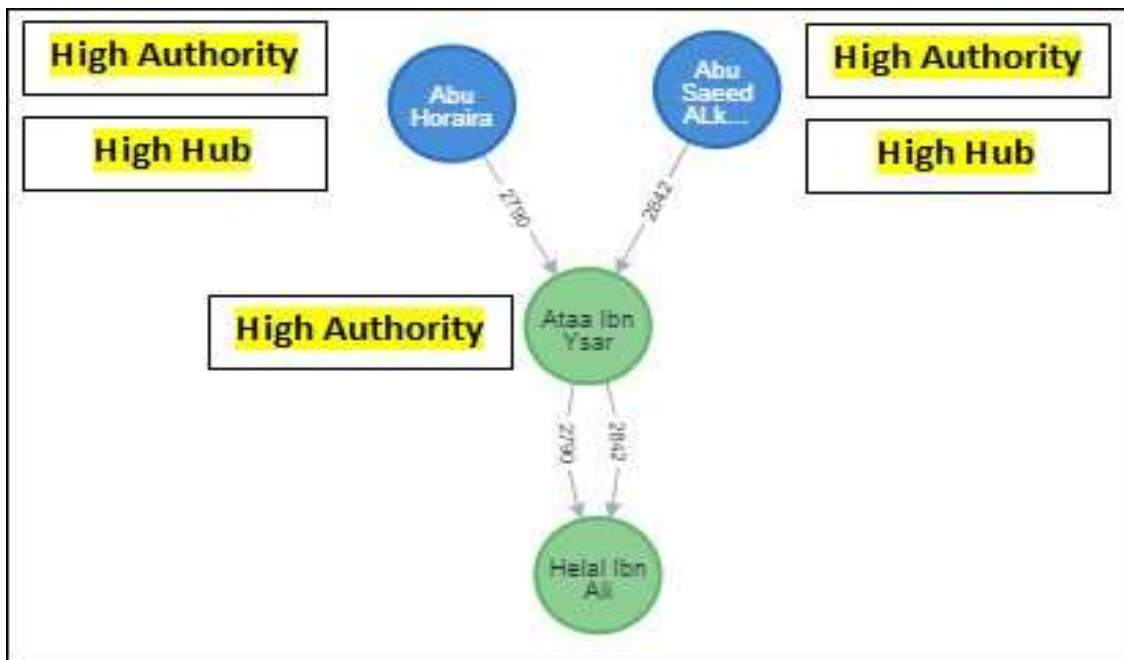 High Authority
High Hub
Abu
Horaira
Abu
Saeed
ALk...
High Authority
High Hub
2790
2842
High Authority
Ataa Ibn
Ysar
2790
2842
Helal Ibn
Ali